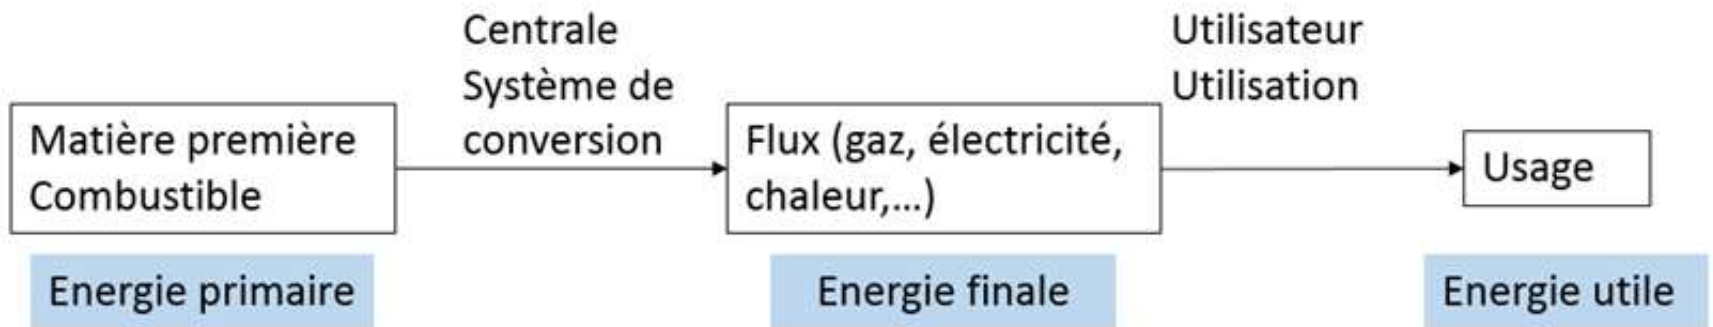 Centrale
Système de
conversion
Utilisateur
Utilisation
Matière première
Combustible
Flux (gaz, électricité,
chaleur,...)
Usage
Energie primaire
Energie finale
Energie utile